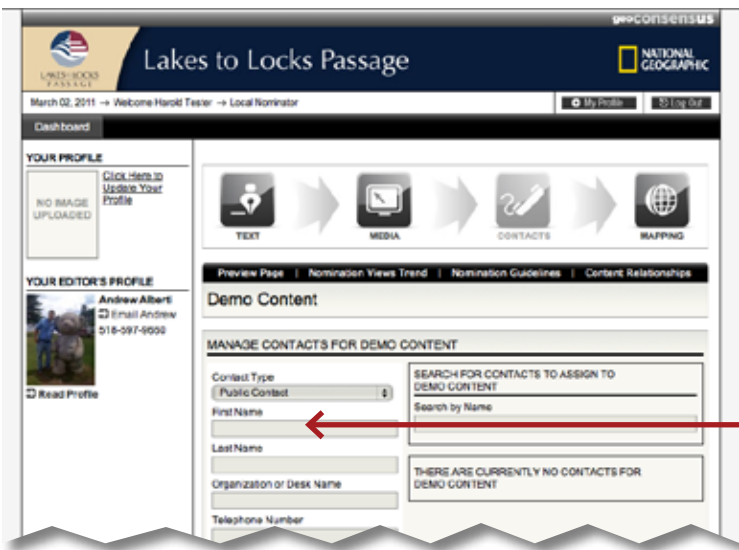 geoconsensus
LAKES to LOCKS
PASSAGE
Lakes to Locks Passage
NATIONAL
GEOGRAPHIC
March 02, 2011 → Welcome Harold Tester → Local Nominator
My Profile
Log Out
Dashboard
YOUR PROFILE
NO IMAGE
UPLOADED
Click Here to
Update Your
Profile
YOUR EDITOR'S PROFILE
Andrew Alberti
Email Andrew
518-597-9660
Read Profile
TEXT
MEDIA
CONTACTS
MAPPING
Preview Page | Nomination Views Trend | Nomination Guidelines | Content Relationships
Demo Content
MANAGE CONTACTS FOR DEMO CONTENT
Contact Type
Public Contact
First Name
Last Name
Organization or Desk Name
Telephone Number
SEARCH FOR CONTACTS TO ASSIGN TO
DEMO CONTENT
Search by Name
THERE ARE CURRENTLY NO CONTACTS FOR
DEMO CONTENT